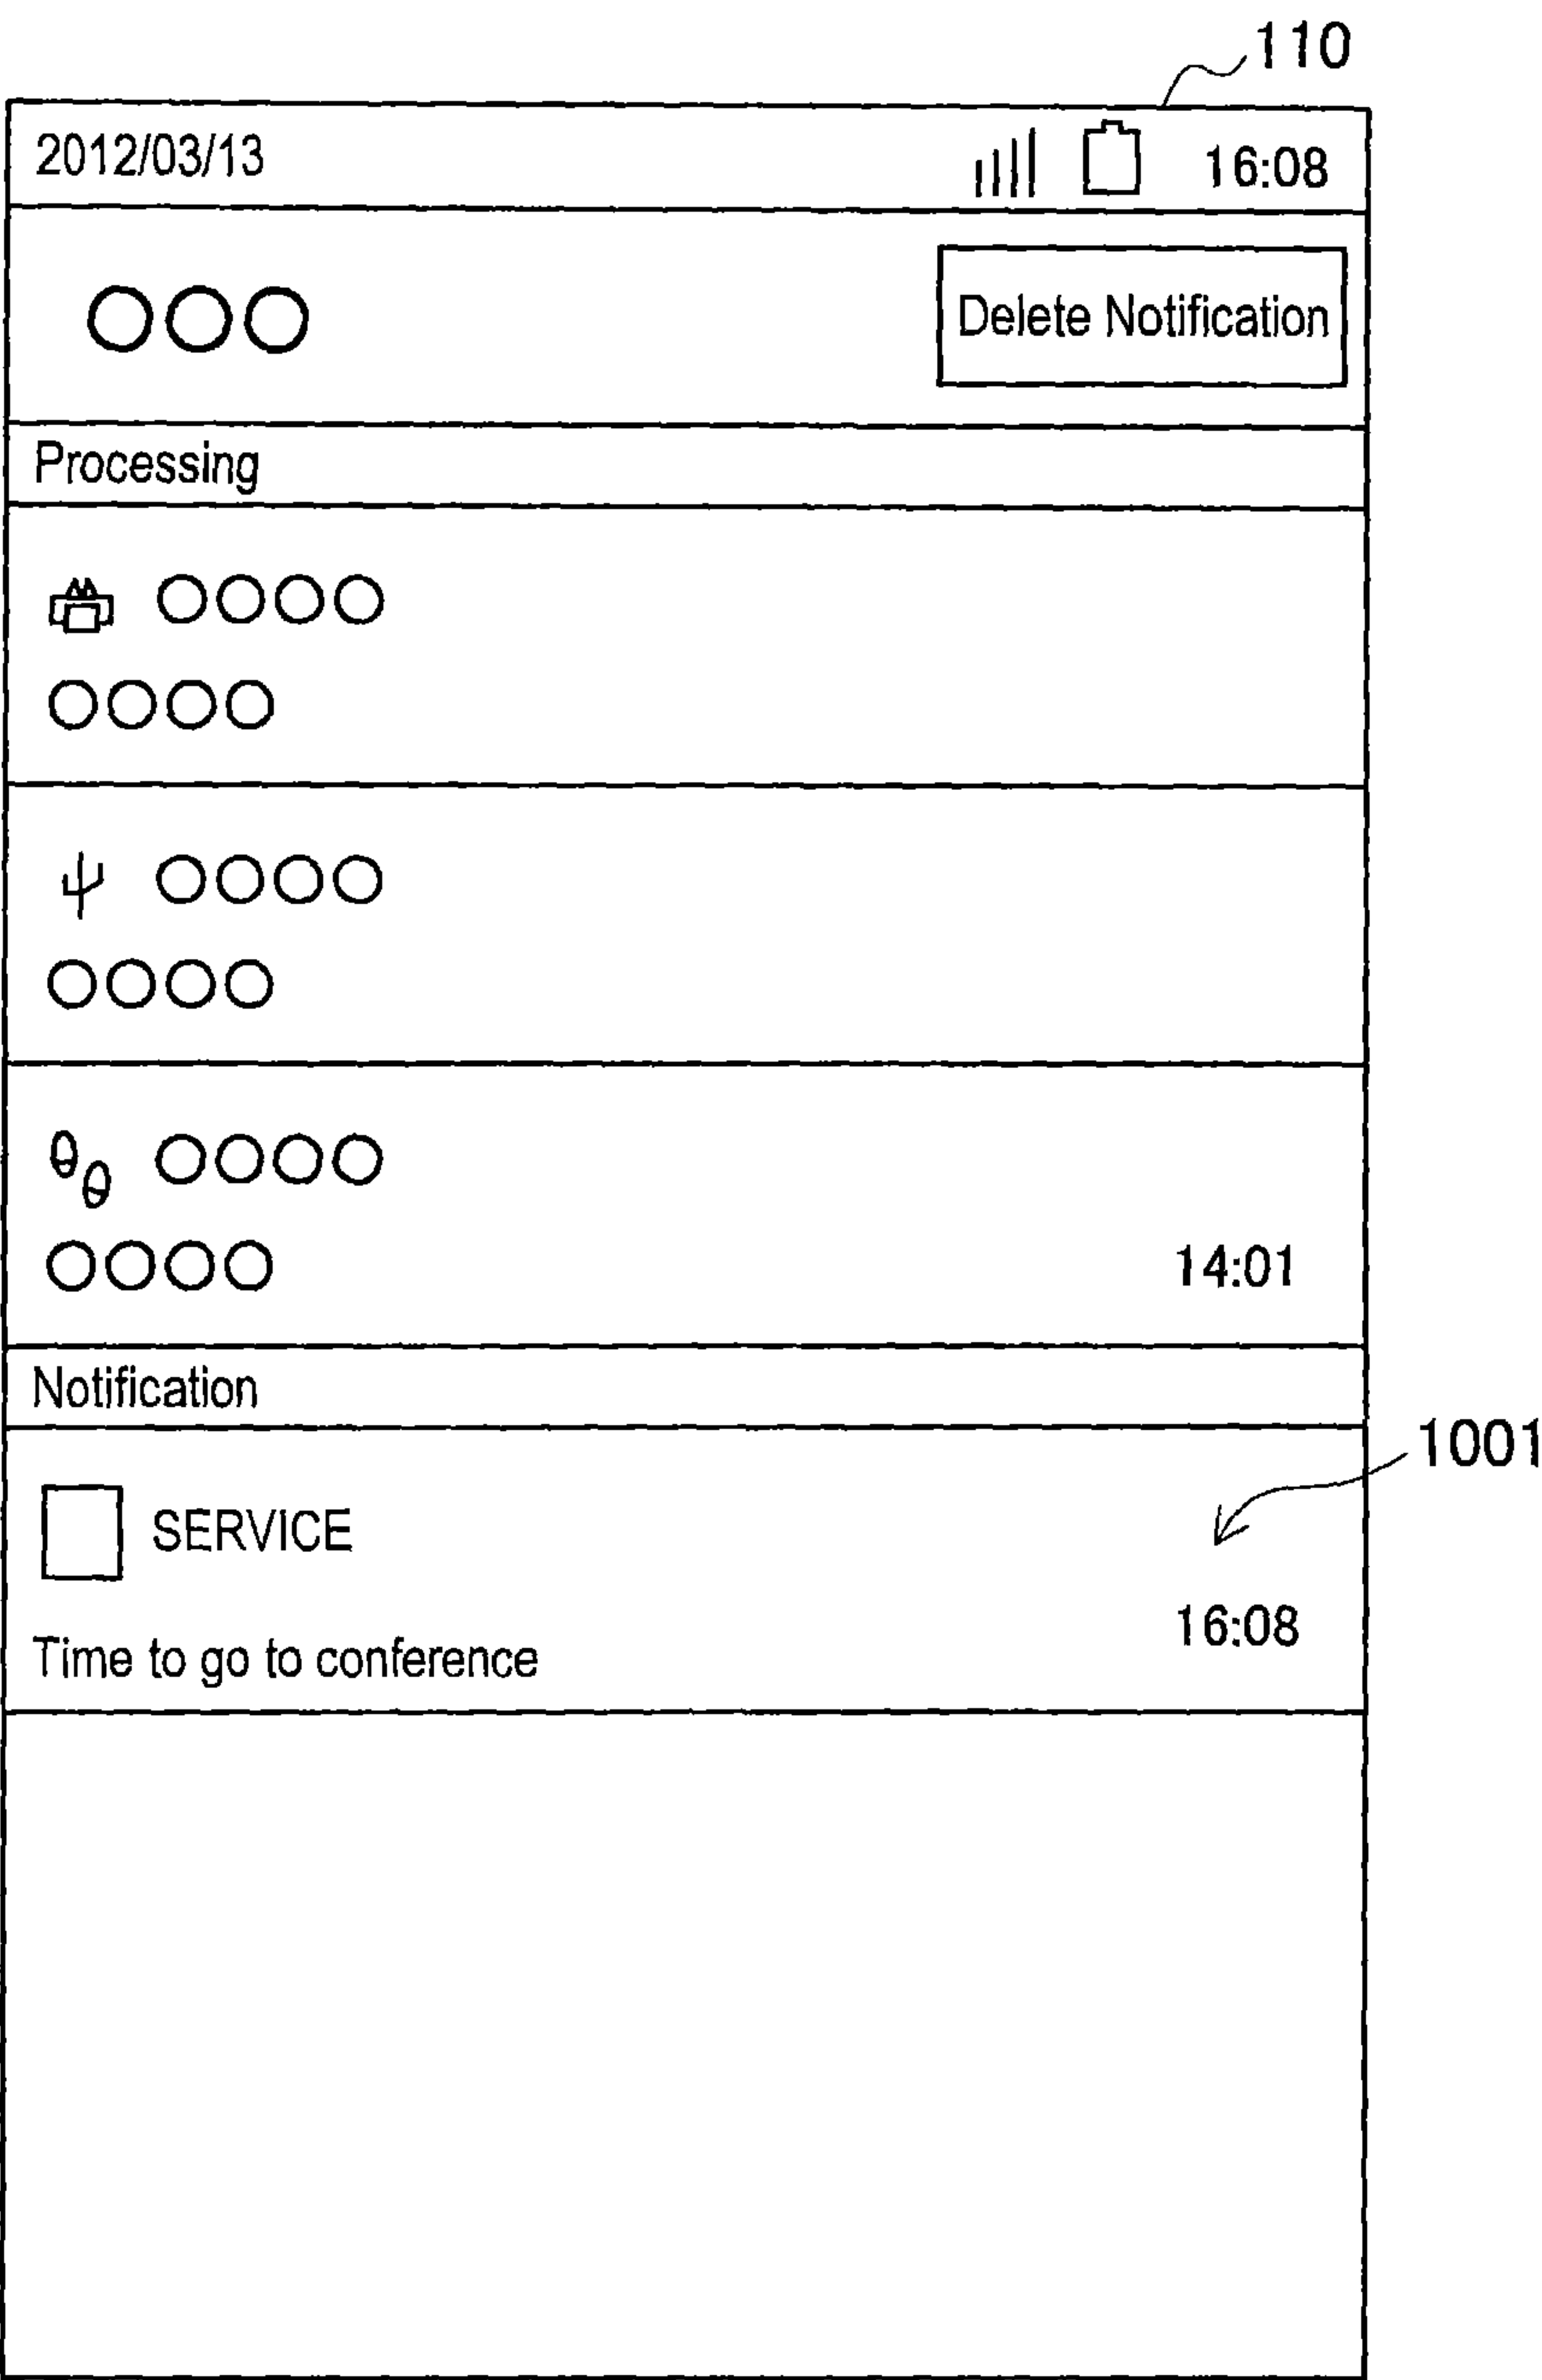 110
2012/03/13 16:08
○○○ Delete Notification
Processing
○○○○
○○○○
○○○○
○○○○
○○○○
○○○○ 14:01
Notification
1001
SERVICE
16:08
Time to go to conference